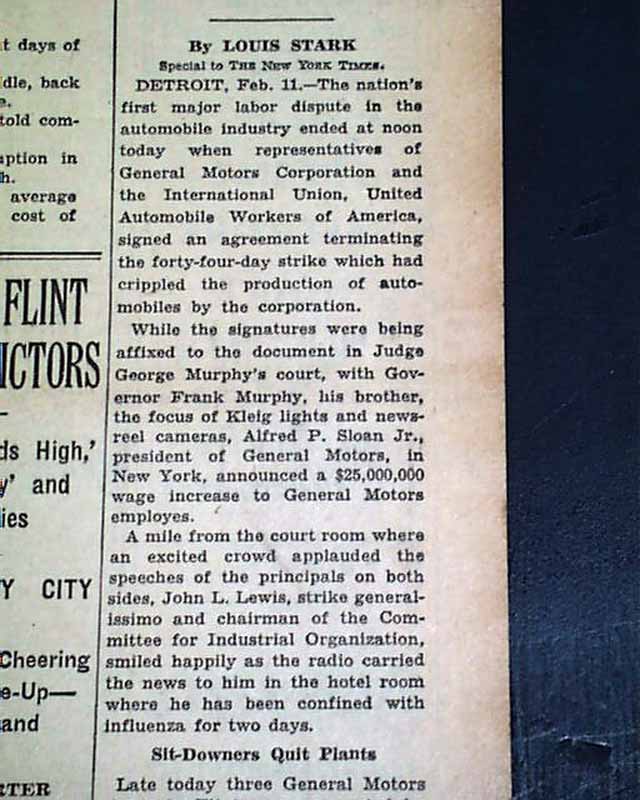 t days of
dle, back
told com-
ption in
h.
average
cost of
FLINT
ICTORS
ds High,'
y' and
lies
Y CITY
Cheering
e-Up—
and
RTER
By LOUIS STARK
Special to THE NEW YORK TIMES.
DETROIT, Feb. 11.—The nation's
first major labor dispute in the
automobile industry ended at noon
today when representatives of
General Motors Corporation and
the International Union, United
Automobile Workers of America,
signed an agreement terminating
the forty-four-day strike which had
crippled the production of auto-
mobiles by the corporation.
While the signatures were being
affixed to the document in Judge
George Murphy's court, with Gov-
ernor Frank Murphy, his brother,
the focus of Kleig lights and news-
reel cameras, Alfred P. Sloan Jr.,
president of General Motors, in
New York, announced a $25,000,000
wage increase to General Motors
employes.
A mile from the court room where
an excited crowd applauded the
speeches of the principals on both
sides, John L. Lewis, strike general-
issimo and chairman of the Com-
mittee for Industrial Organization,
smiled happily as the radio carried
the news to him in the hotel room
where he has been confined with
influenza for two days.
Sit-Downers Quit Plants
Late today three General Motors